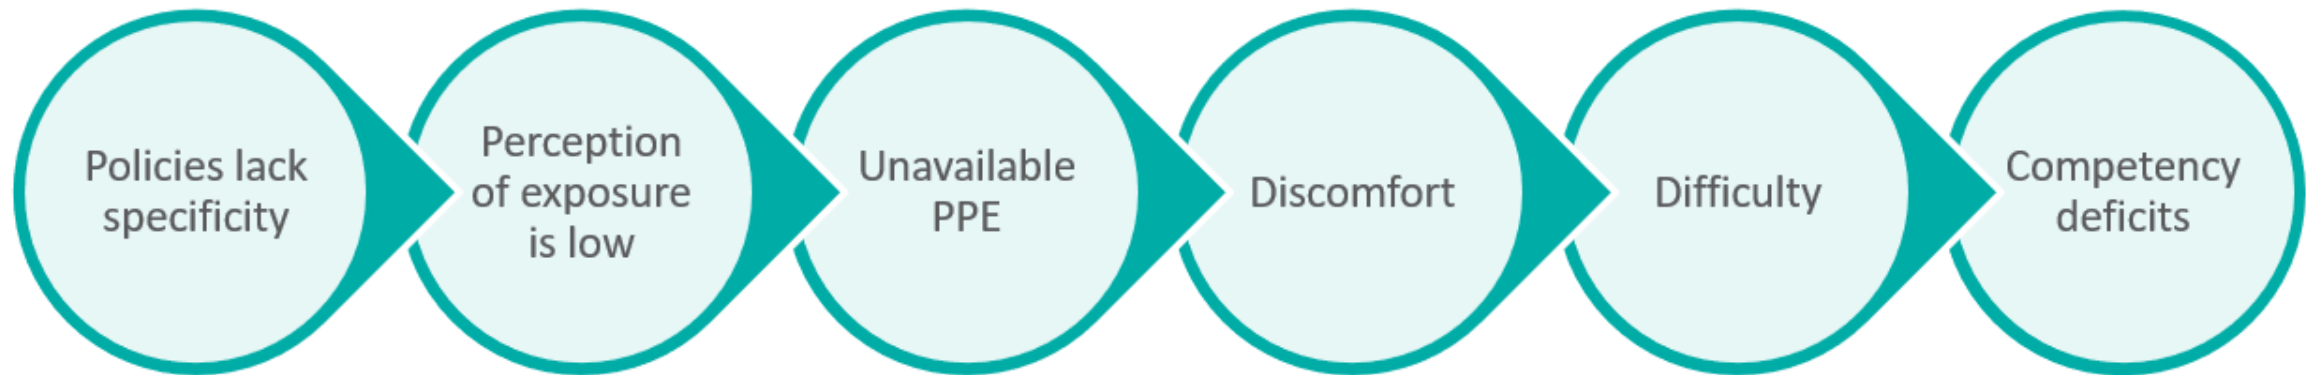 Policies lack
specificity
Perception
of exposure
is low
Unavailable
PPE
Discomfort
Difficulty
Competency
deficits